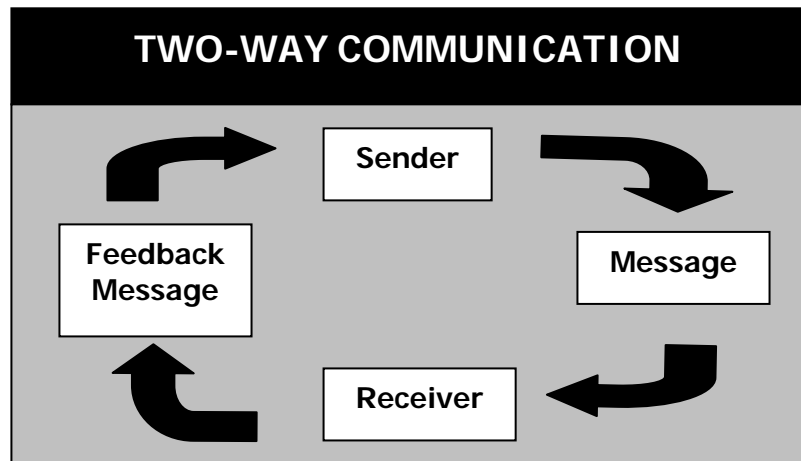 TWO-WAY COMMUNICATION
Sender
Message
Receiver
Feedback
Message